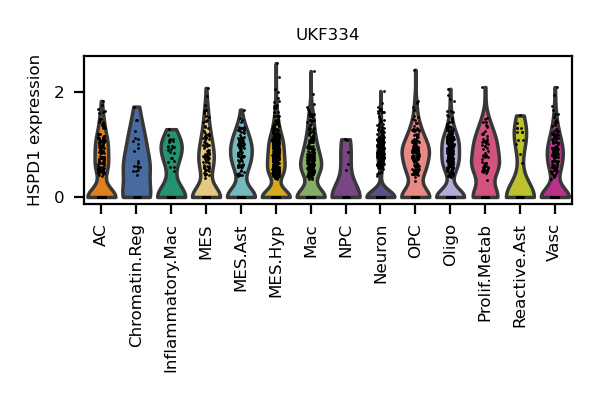 UKF334
HSPD1 expression
2
0
AC
Chromatin.Reg
Inflammatory.Mac
MES
MES.Ast
MES.Hyp
Mac
NPC
Neuron
OPC
Oligo
Prolif.Metab
Reactive.Ast
Vasc